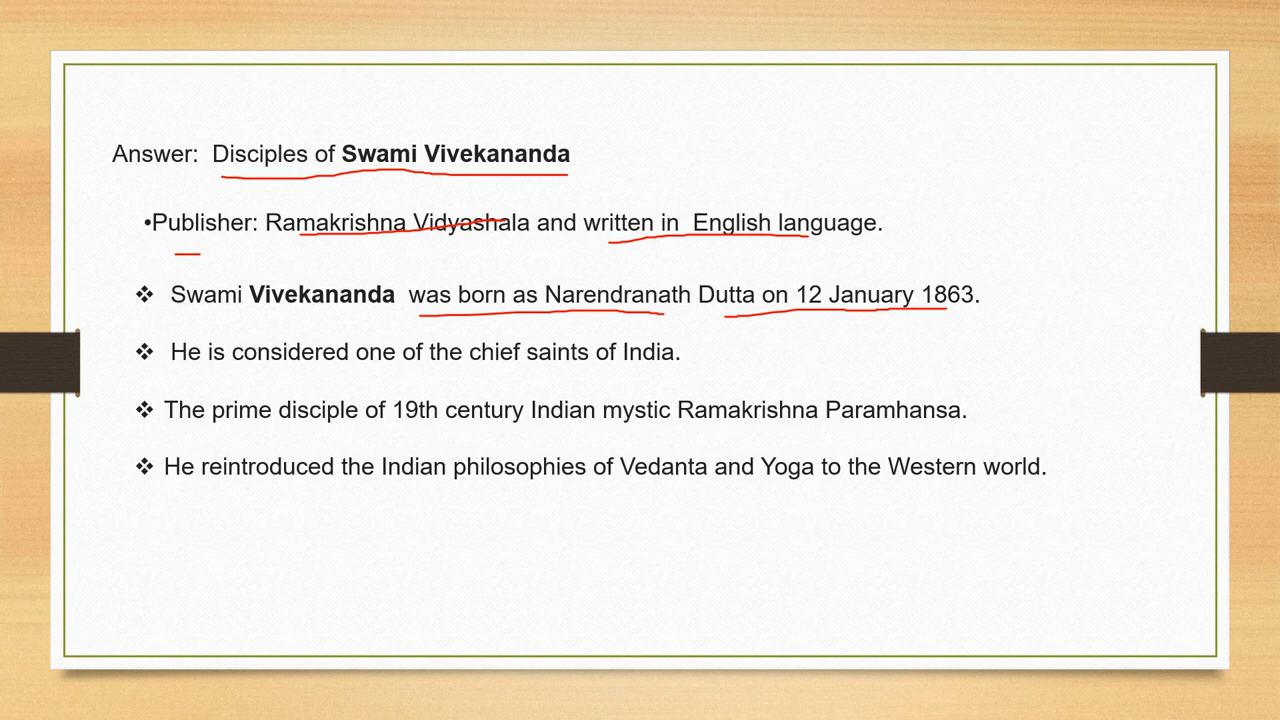 Answer: Disciples of Swami Vivekananda
•Publisher: Ramakrishna Vidyashala and written in English language.
❖ Swami Vivekananda was born as Narendranath Dutta on 12 January 1863.
❖ He is considered one of the chief saints of India.
❖ The prime disciple of 19th century Indian mystic Ramakrishna Paramhansa.
❖ He reintroduced the Indian philosophies of Vedanta and Yoga to the Western world.